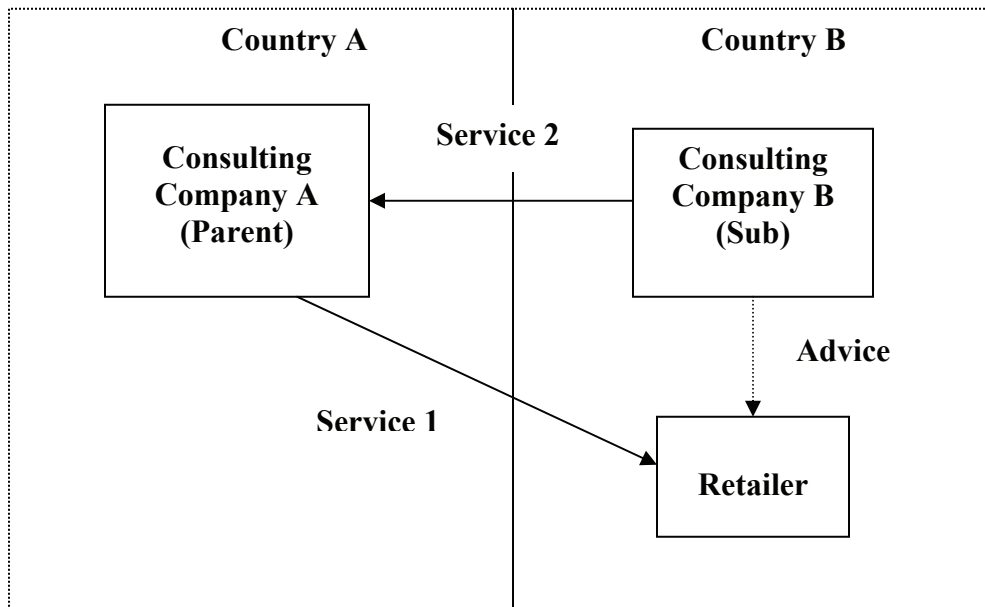 Country A
Country B
Service 2
Consulting
Company A
(Parent)
Consulting
Company B
(Sub)
Advice
Service 1
Retailer